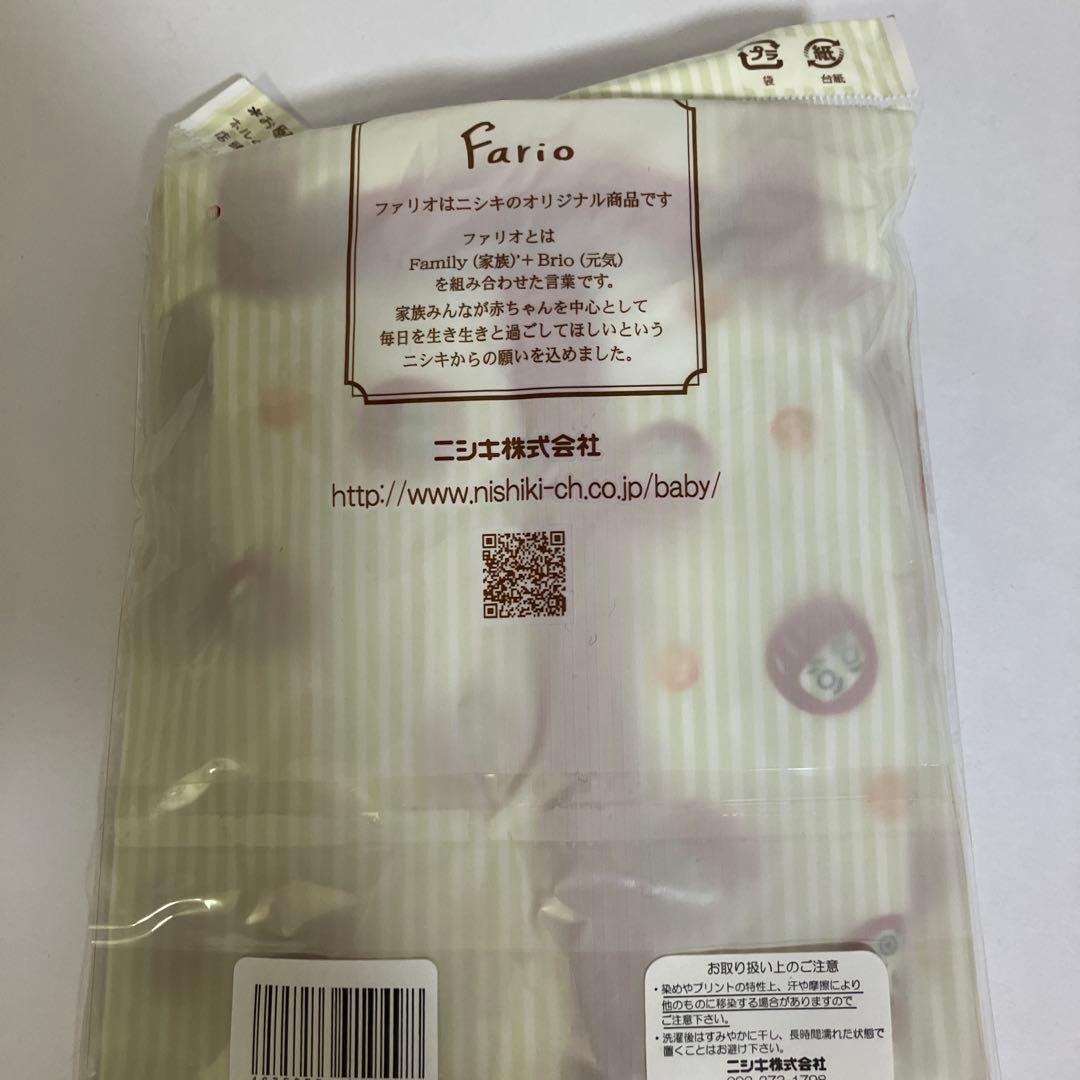 プラ
袋
紙
台紙
Fario
ファリオはニシキのオリジナル商品です
ファリオとは
Family (家族)*+ Brio (元気)
を組み合わせた言葉です。
家族みんなが赤ちゃんを中心として
毎日を生き生きと過ごしてほしいという
ニシキからの願いを込めました。
ニシキ株式会社
http://www.nishiki-ch.co.jp/baby/
お取り扱い上のご注意
・染めやプリントの特性上、汗や摩擦により
他のものに移染する場合がありますので
ご注意下さい。
・洗濯後はすみやかに干し、長時間濡れた状態で
置くことはお避け下さい。
ニシキ株式会社